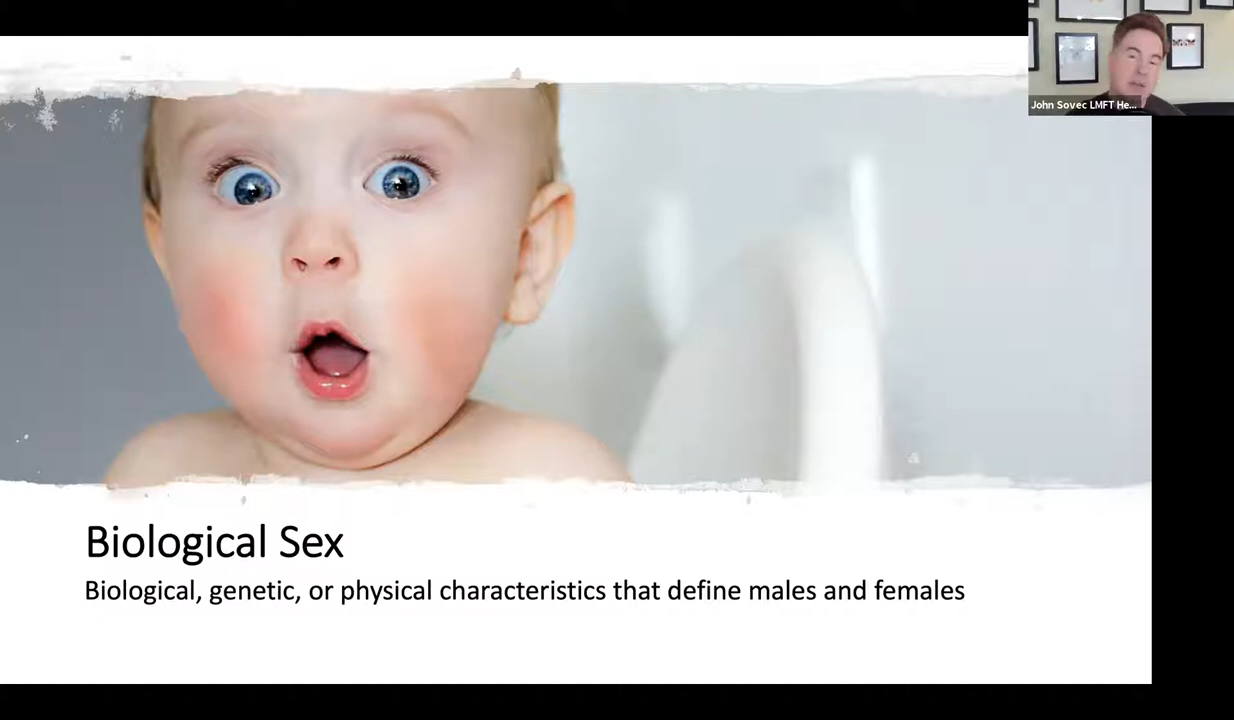 John Sovec LMFT He...
Biological Sex
Biological, genetic, or physical characteristics that define males and females